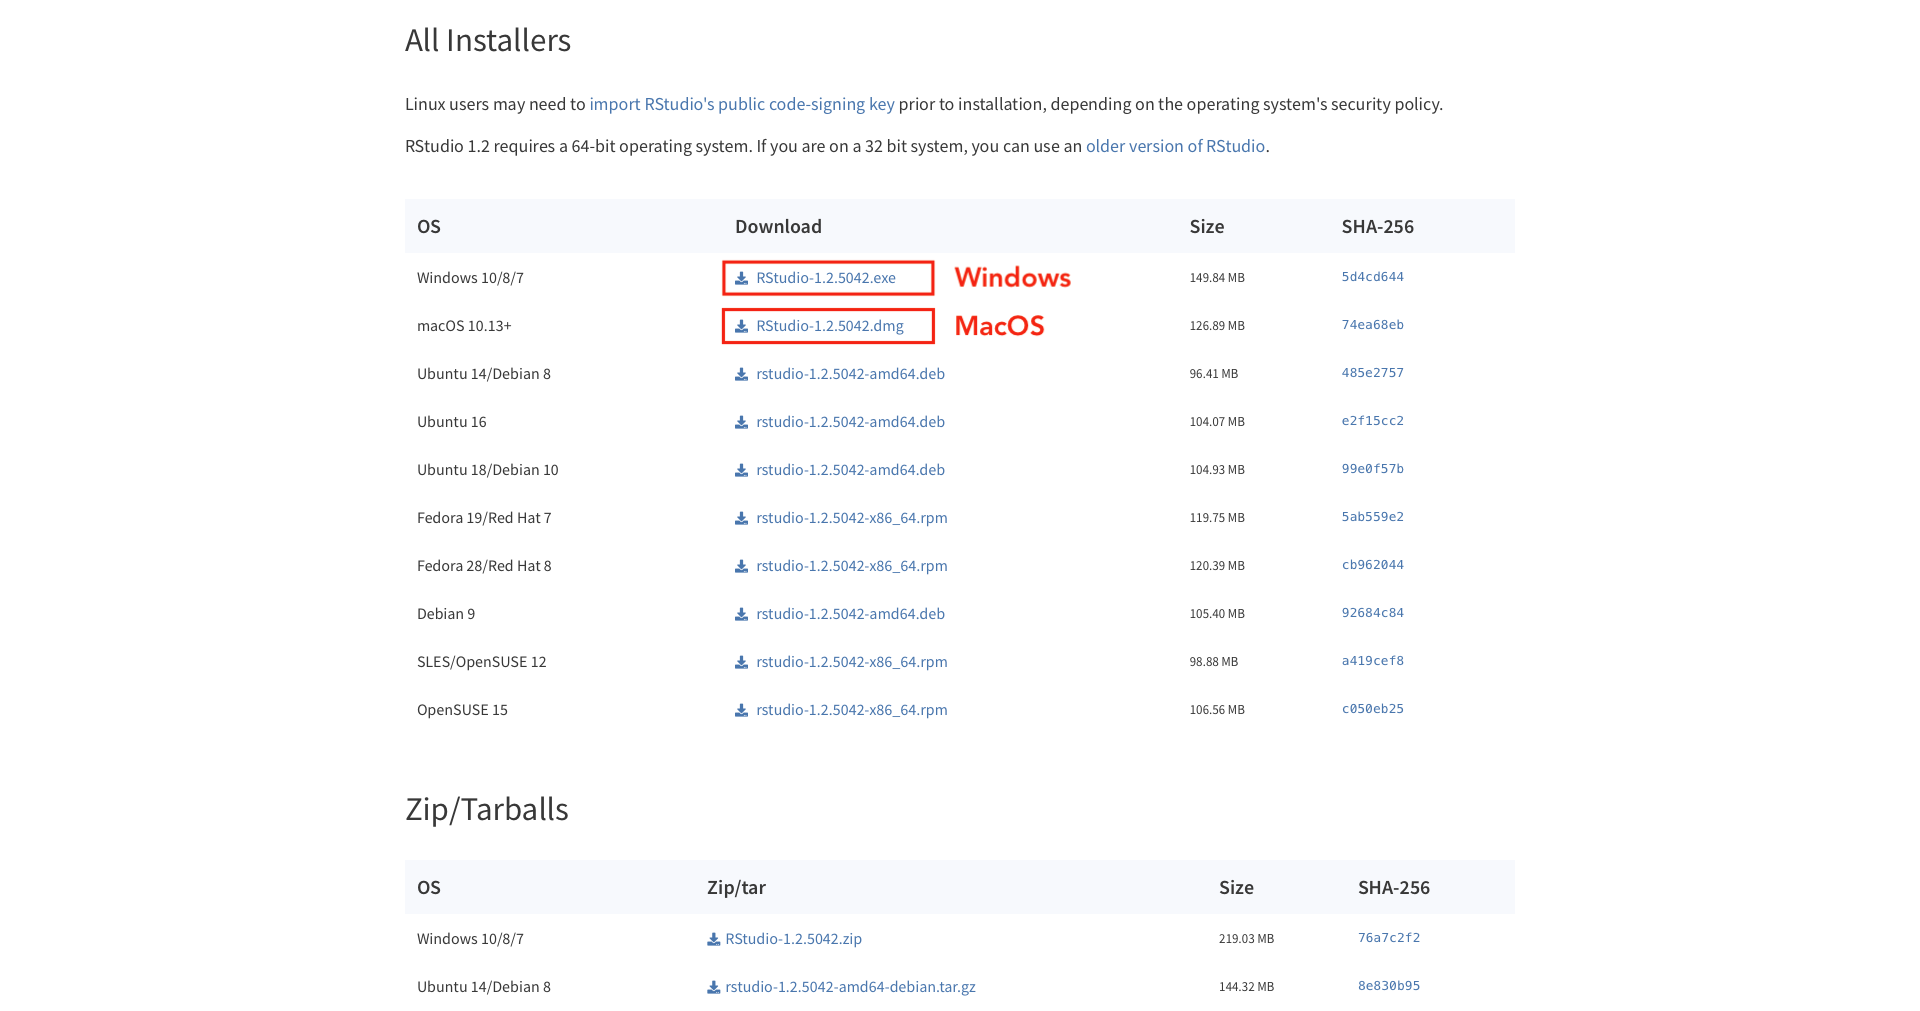 All Installers
Linux users may need to import RStudio's public code-signing key prior to installation, depending on the operating system's security policy.
RStudio 1.2 requires a 64-bit operating system. If you are on a 32 bit system, you can use an older version of RStudio.
OS Download Size SHA-256
Windows 10/8/7 RStudio-1.2.5042.exe Windows 149.84 MB 5d4cd644
macOS 10.13+ RStudio-1.2.5042.dmg MacOS 126.89 MB 74ea68eb
Ubuntu 14/Debian 8 rstudio-1.2.5042-amd64.deb 96.41 MB 485e2757
Ubuntu 16 rstudio-1.2.5042-amd64.deb 104.07 MB e2f15cc2
Ubuntu 18/Debian 10 rstudio-1.2.5042-amd64.deb 104.93 MB 99e0f57b
Fedora 19/Red Hat 7 rstudio-1.2.5042-x86_64.rpm 119.75 MB 5ab559e2
Fedora 28/Red Hat 8 rstudio-1.2.5042-x86_64.rpm 120.39 MB cb962044
Debian 9 rstudio-1.2.5042-amd64.deb 105.40 MB 92684c84
SLES/OpenSUSE 12 rstudio-1.2.5042-x86_64.rpm 98.88 MB a419cef8
OpenSUSE 15 rstudio-1.2.5042-x86_64.rpm 106.56 MB c050eb25
Zip/Tarballs
OS Zip/tar Size SHA-256
Windows 10/8/7 RStudio-1.2.5042.zip 219.03 MB 76a7c2f2
Ubuntu 14/Debian 8 rstudio-1.2.5042-amd64-debian.tar.gz 144.32 MB 8e830b95